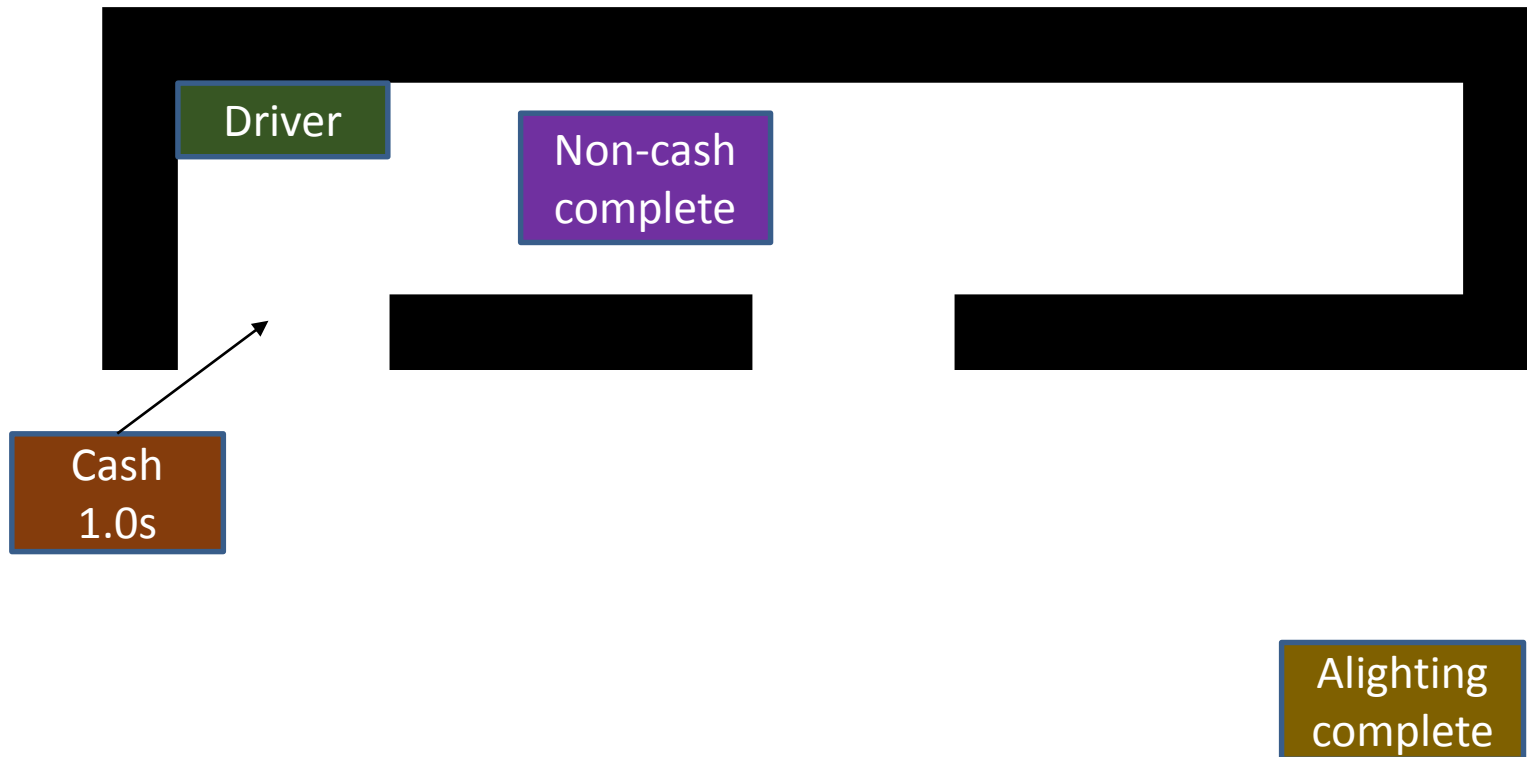 Driver
Non-cash
complete
Cash
1.0s
Alighting
complete